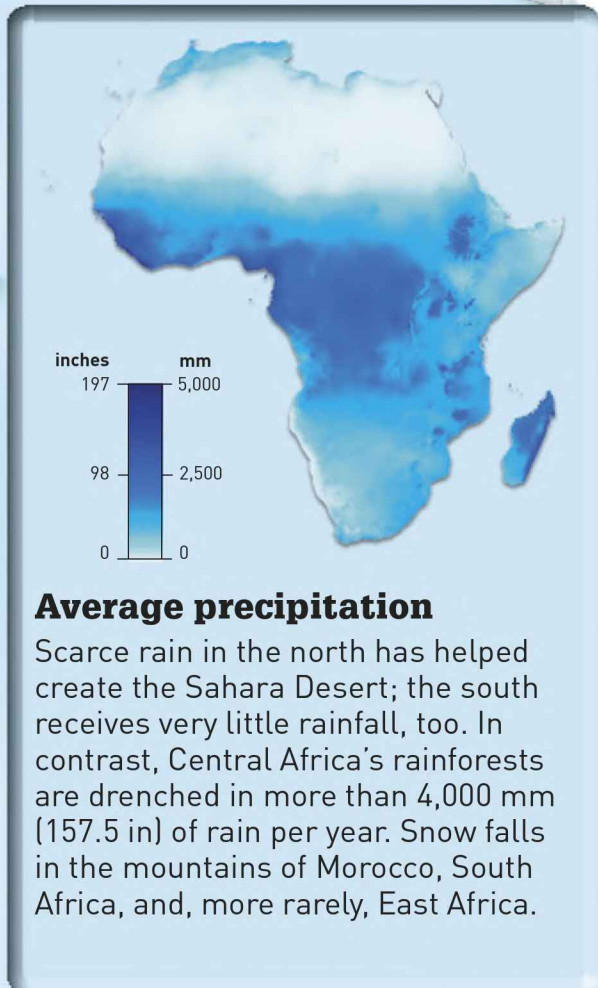 inches mm
197 5,000
98 2,500
0 0
Average precipitation
Scarce rain in the north has helped
create the Sahara Desert; the south
receives very little rainfall, too. In
contrast, Central Africa’s rainforests
are drenched in more than 4,000 mm
(157.5 in) of rain per year. Snow falls
in the mountains of Morocco, South
Africa, and, more rarely, East Africa.